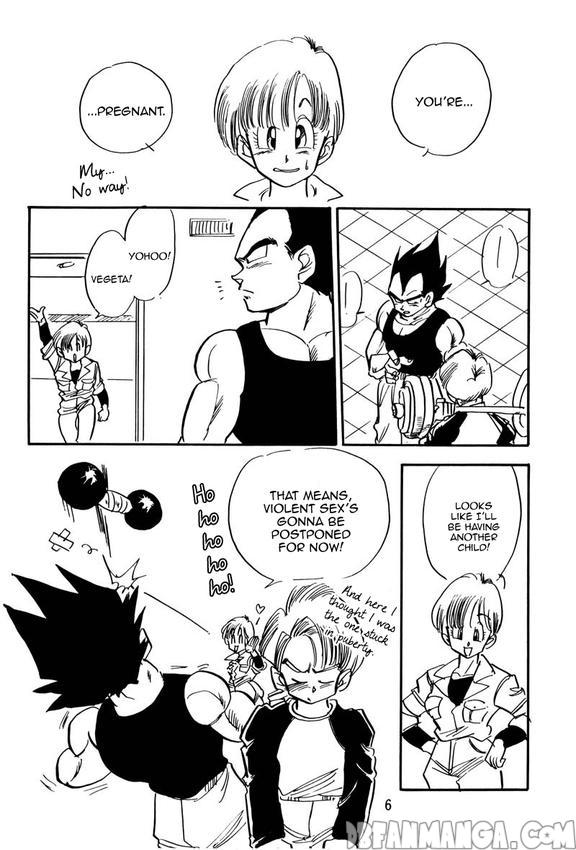 YOU'RE...
...PREGNANT.
My...
No way!
YOHOO!
VEGETA!
LOOKS
LIKE I'LL
BE HAVING
ANOTHER
CHILD!
THAT MEANS,
VIOLENT SEX'S
GONNA BE
POSTPONED
FOR NOW!
Ho
ho
ho
ho
ho!
And here I
thought I was
the one stuck
in puberty.
6
DBFANMANGA.COM